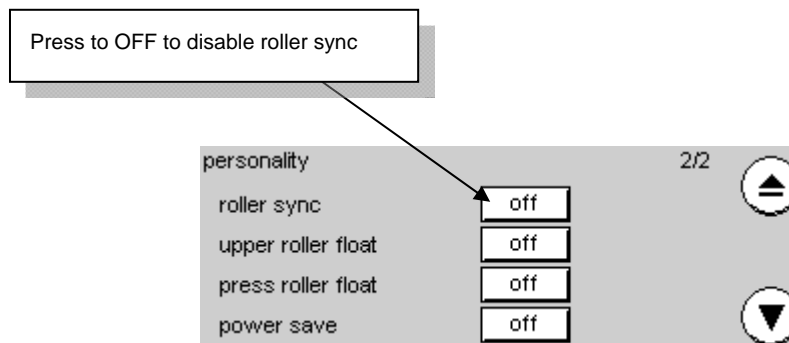 Press to OFF to disable roller sync
personality 2/2
roller sync off
upper roller float off
press roller float off
power save off